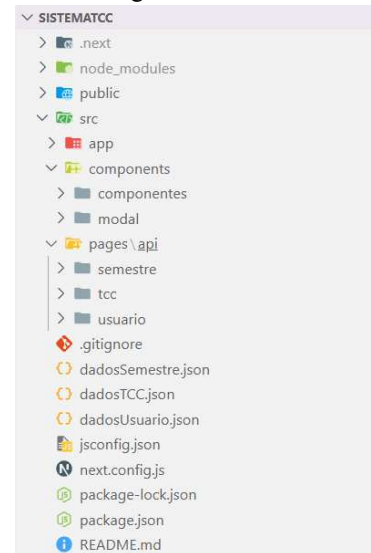 SISTEMATCC
.next
node_modules
public
src
app
components
componentes
modal
pages\api
semestre
tcc
usuario
.gitignore
dadosSemestre.json
dadosTCC.json
dadosUsuario.json
jsconfig.json
next.config.js
package-lock.json
package.json
README.md